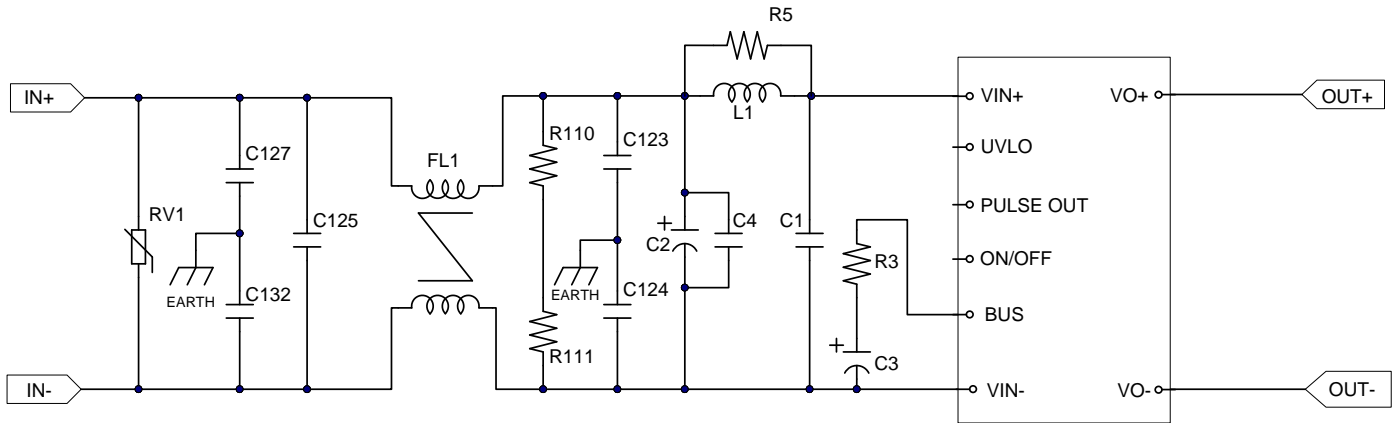 R5
IN+
VIN+
VO+
OUT+
L1
R110
C123
C127
FL1
UVLO
RV1
PULSE OUT
C125
C4
C1
C2
+
R3
ON/OFF
EARTH
EARTH
C132
C124
BUS
+
R111
C3
IN-
VIN-
VO-
OUT-